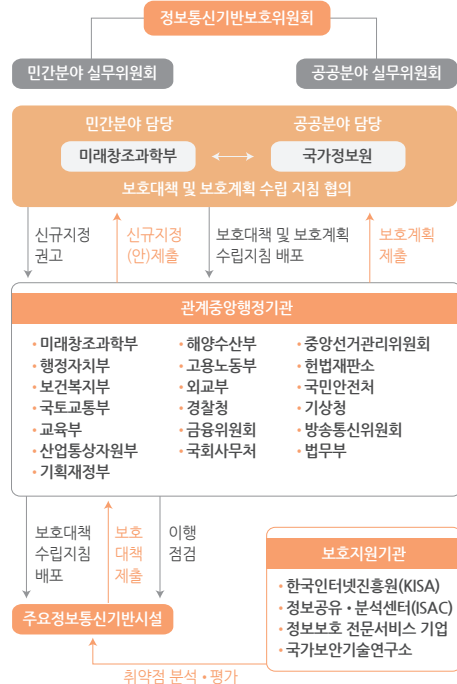 정보통신기반보호위원회
민간분야 실무위원회
공공분야 실무위원회
민간분야 담당
공공분야 담당
미래창조과학부
국가정보원
보호대책 및 보호계획 수립 지침 협의
신규지정
권고
신규지정
(안)제출
보호대책 및 보호계획
수립지침 배포
보호계획
제출
관계중앙행정기관
• 미래창조과학부
• 행정자치부
• 보건복지부
• 국토교통부
• 교육부
• 산업통상자원부
• 기획재정부
• 해양수산부
• 고용노동부
• 외교부
• 경찰청
• 금융위원회
• 국회사무처
• 중앙선거관리위원회
• 헌법재판소
• 국민안전처
• 기상청
• 방송통신위원회
• 법무부
보호대책
수립지침
배포
보호
대책
제출
이행
점검
보호지원기관
• 한국인터넷진흥원(KISA)
• 정보공유 • 분석센터(ISAC)
• 정보보호 전문서비스 기업
• 국가보안기술연구소
주요정보통신기반시설
취약점 분석 • 평가